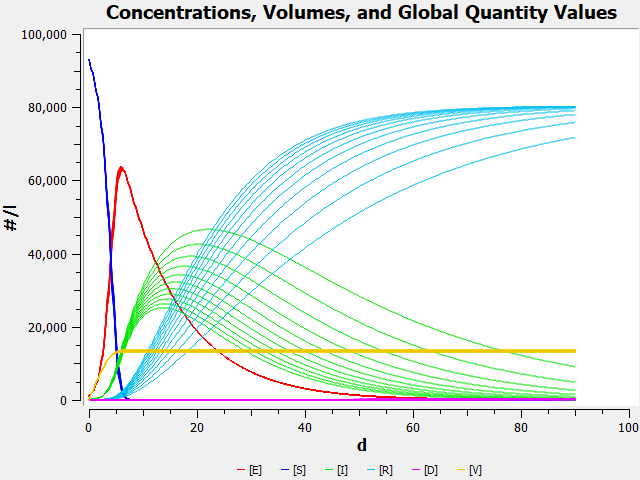 Concentrations, Volumes, and Global Quantity Values
100,000
80,000
60,000
40,000
20,000
0
#/l
0 20 40 60 80 100
d
[E] [S] [I] [R] [D] [V]